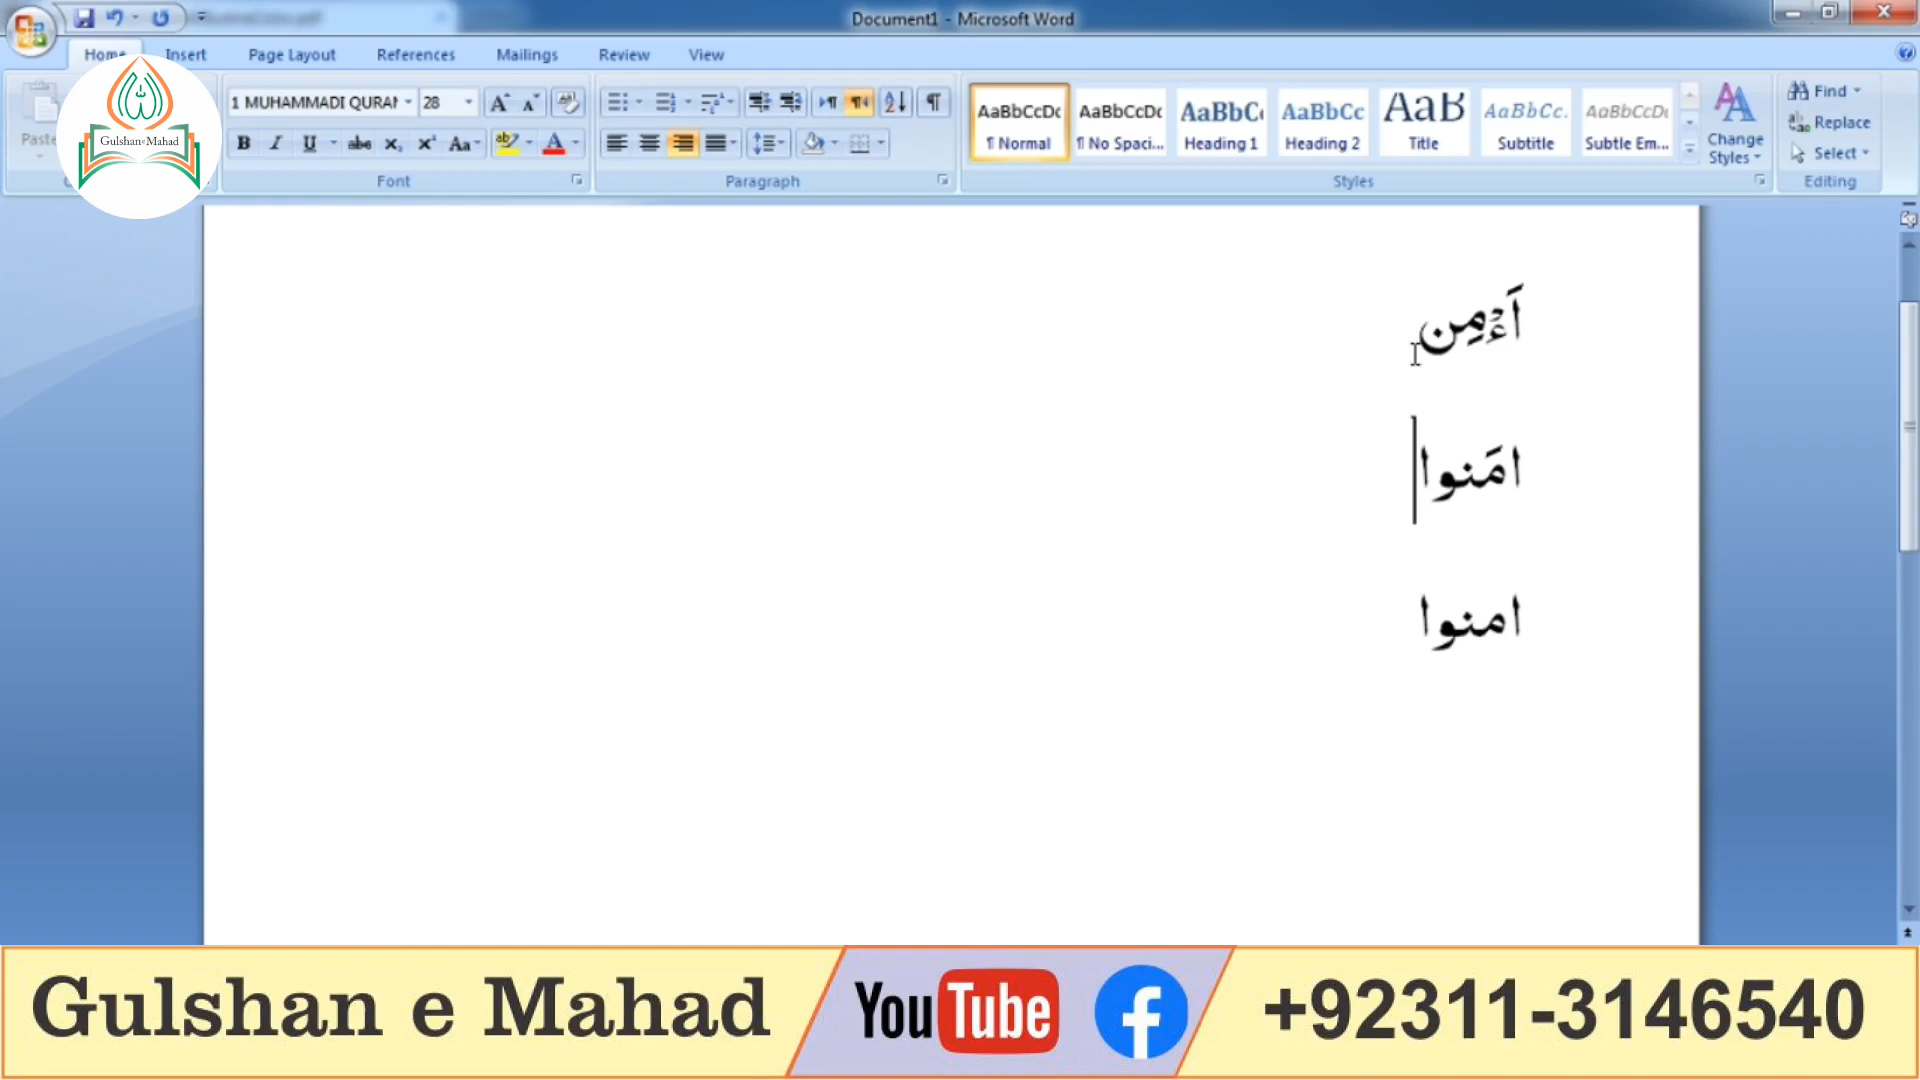 Document1 - Microsoft Word
Home Insert Page Layout References Mailings Review View
Paste
1 MUHAMMADI QURAN 28
AaBbCcDc AaBbCcDc AaBbC AaBbCc AaB AaBbCc. AaBbCcDc
¶ Normal ¶ No Spaci... Heading 1 Heading 2 Title Subtitle Subtle Em...
Change Styles
Find
Replace
Select
Font Paragraph Styles Editing
Gulshan e Mahad
اَءْمِن
امَنوا
امنوا
Gulshan e Mahad YouTube f +92311-3146540